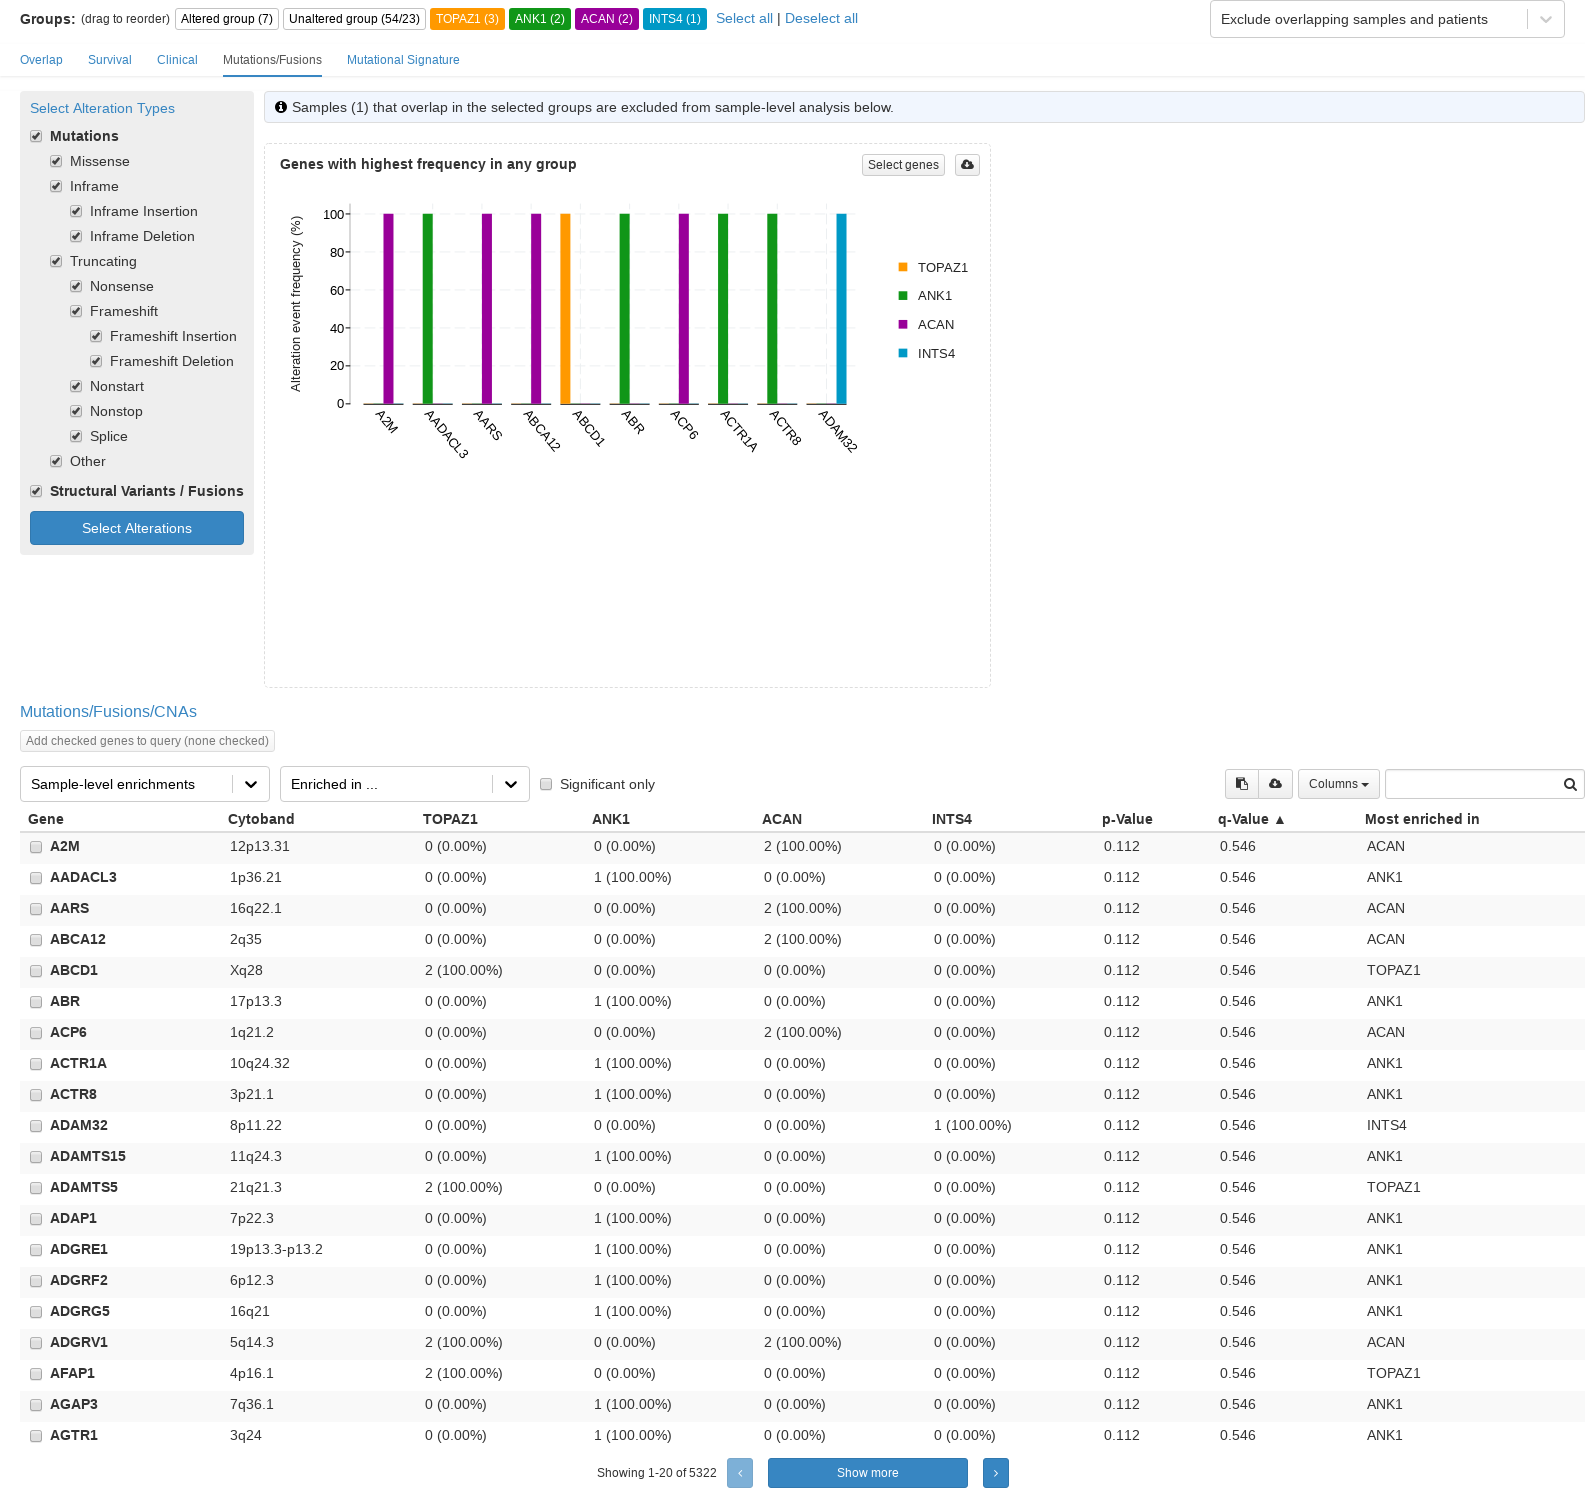 Groups: (drag to reorder) Altered group (7) Unaltered group (54/23) TOPAZ1 (3) ANK1 (2) ACAN (2) INTS4 (1) Select all | Deselect all Exclude overlapping samples and patients
Overlap Survival Clinical Mutations/Fusions Mutational Signature
Select Alteration Types
Mutations
Missense
Inframe
Inframe Insertion
Inframe Deletion
Truncating
Nonsense
Frameshift
Frameshift Insertion
Frameshift Deletion
Nonstart
Nonstop
Splice
Other
Structural Variants / Fusions
Select Alterations
Samples (1) that overlap in the selected groups are excluded from sample-level analysis below.
Genes with highest frequency in any group Select genes
Alteration event frequency (%)
100
80
60
40
20
0
A2M AADACL3 AARS ABCA12 ABCD1 ABR ACP6 ACTR1A ACTR8 ADAM32
TOPAZ1
ANK1
ACAN
INTS4
Mutations/Fusions/CNAs
Add checked genes to query (none checked)
Sample-level enrichments Enriched in ... Significant only Columns
Gene Cytoband TOPAZ1 ANK1 ACAN INTS4 p-Value q-Value ▲ Most enriched in
A2M 12p13.31 0 (0.00%) 0 (0.00%) 2 (100.00%) 0 (0.00%) 0.112 0.546 ACAN
AADACL3 1p36.21 0 (0.00%) 1 (100.00%) 0 (0.00%) 0 (0.00%) 0.112 0.546 ANK1
AARS 16q22.1 0 (0.00%) 0 (0.00%) 2 (100.00%) 0 (0.00%) 0.112 0.546 ACAN
ABCA12 2q35 0 (0.00%) 0 (0.00%) 2 (100.00%) 0 (0.00%) 0.112 0.546 ACAN
ABCD1 Xq28 2 (100.00%) 0 (0.00%) 0 (0.00%) 0 (0.00%) 0.112 0.546 TOPAZ1
ABR 17p13.3 0 (0.00%) 1 (100.00%) 0 (0.00%) 0 (0.00%) 0.112 0.546 ANK1
ACP6 1q21.2 0 (0.00%) 0 (0.00%) 2 (100.00%) 0 (0.00%) 0.112 0.546 ACAN
ACTR1A 10q24.32 0 (0.00%) 1 (100.00%) 0 (0.00%) 0 (0.00%) 0.112 0.546 ANK1
ACTR8 3p21.1 0 (0.00%) 1 (100.00%) 0 (0.00%) 0 (0.00%) 0.112 0.546 ANK1
ADAM32 8p11.22 0 (0.00%) 0 (0.00%) 0 (0.00%) 1 (100.00%) 0.112 0.546 INTS4
ADAMTS15 11q24.3 0 (0.00%) 1 (100.00%) 0 (0.00%) 0 (0.00%) 0.112 0.546 ANK1
ADAMTS5 21q21.3 2 (100.00%) 0 (0.00%) 0 (0.00%) 0 (0.00%) 0.112 0.546 TOPAZ1
ADAP1 7p22.3 0 (0.00%) 1 (100.00%) 0 (0.00%) 0 (0.00%) 0.112 0.546 ANK1
ADGRE1 19p13.3-p13.2 0 (0.00%) 1 (100.00%) 0 (0.00%) 0 (0.00%) 0.112 0.546 ANK1
ADGRF2 6p12.3 0 (0.00%) 1 (100.00%) 0 (0.00%) 0 (0.00%) 0.112 0.546 ANK1
ADGRG5 16q21 0 (0.00%) 1 (100.00%) 0 (0.00%) 0 (0.00%) 0.112 0.546 ANK1
ADGRV1 5q14.3 2 (100.00%) 0 (0.00%) 2 (100.00%) 0 (0.00%) 0.112 0.546 ACAN
AFAP1 4p16.1 2 (100.00%) 0 (0.00%) 0 (0.00%) 0 (0.00%) 0.112 0.546 TOPAZ1
AGAP3 7q36.1 0 (0.00%) 1 (100.00%) 0 (0.00%) 0 (0.00%) 0.112 0.546 ANK1
AGTR1 3q24 0 (0.00%) 1 (100.00%) 0 (0.00%) 0 (0.00%) 0.112 0.546 ANK1
Showing 1-20 of 5322 ‹ Show more ›